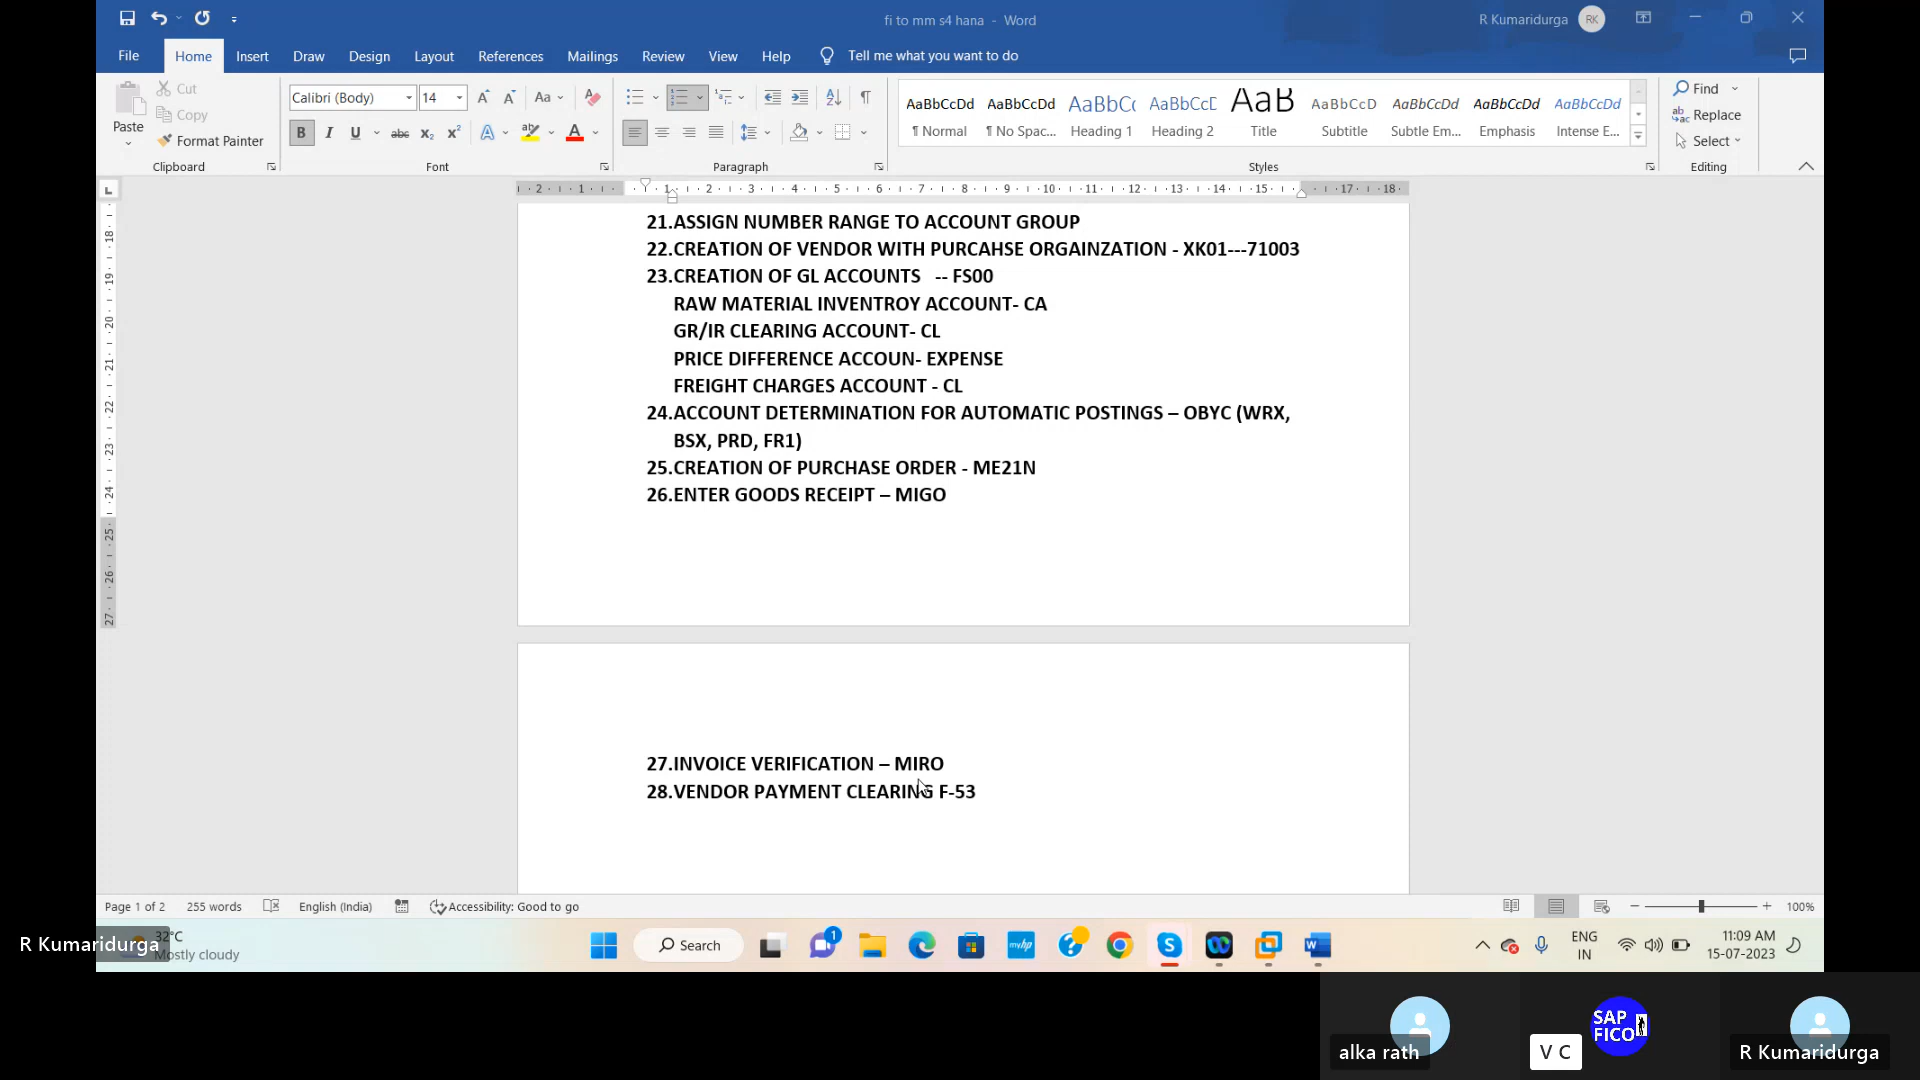 fi to mm s4 hana - Word
R Kumaridurga
RK
File Home Insert Draw Design Layout References Mailings Review View Help Tell me what you want to do
Paste
Cut
Copy
Format Painter
Clipboard
Calibri (Body) 14
Font
Paragraph
AaBbCcDd ¶ Normal
AaBbCcDd ¶ No Spac...
AaBbC( Heading 1
AaBbCcD Heading 2
AaB Title
AaBbCcD Subtitle
AaBbCcDd Subtle Em...
AaBbCcDd Emphasis
AaBbCcDd Intense E...
Styles
Find
Replace
Select
Editing
21.ASSIGN NUMBER RANGE TO ACCOUNT GROUP
22.CREATION OF VENDOR WITH PURCAHSE ORGAINZATION - XK01---71003
23.CREATION OF GL ACCOUNTS -- FS00
RAW MATERIAL INVENTROY ACCOUNT- CA
GR/IR CLEARING ACCOUNT- CL
PRICE DIFFERENCE ACCOUN- EXPENSE
FREIGHT CHARGES ACCOUNT - CL
24.ACCOUNT DETERMINATION FOR AUTOMATIC POSTINGS – OBYC (WRX,
BSX, PRD, FR1)
25.CREATION OF PURCHASE ORDER - ME21N
26.ENTER GOODS RECEIPT – MIGO
27.INVOICE VERIFICATION – MIRO
28.VENDOR PAYMENT CLEARING F-53
Page 1 of 2 255 words English (India) Accessibility: Good to go 100%
R Kumaridurga
32°C
Mostly cloudy
Search
1
myhp
ENG
IN
11:09 AM
15-07-2023
SAP
FICO
alka rath
V C
R Kumaridurga